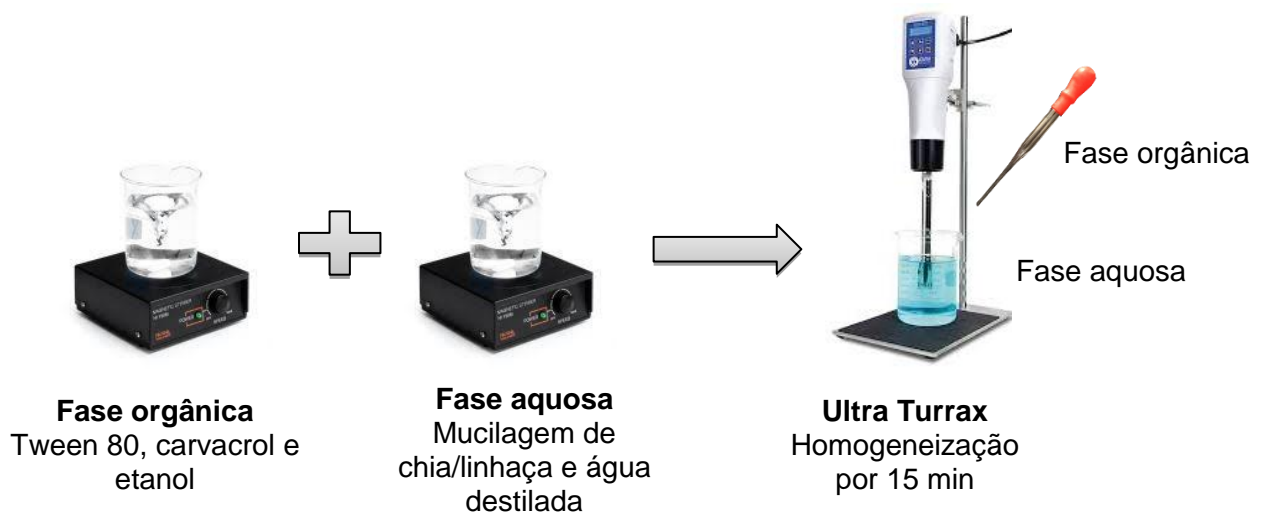 Fase orgânica
Fase aquosa
Fase orgânica
Tween 80, carvacrol e
etanol
Fase aquosa
Mucilagem de
chia/linhaça e água
destilada
Ultra Turrax
Homogeneização
por 15 min